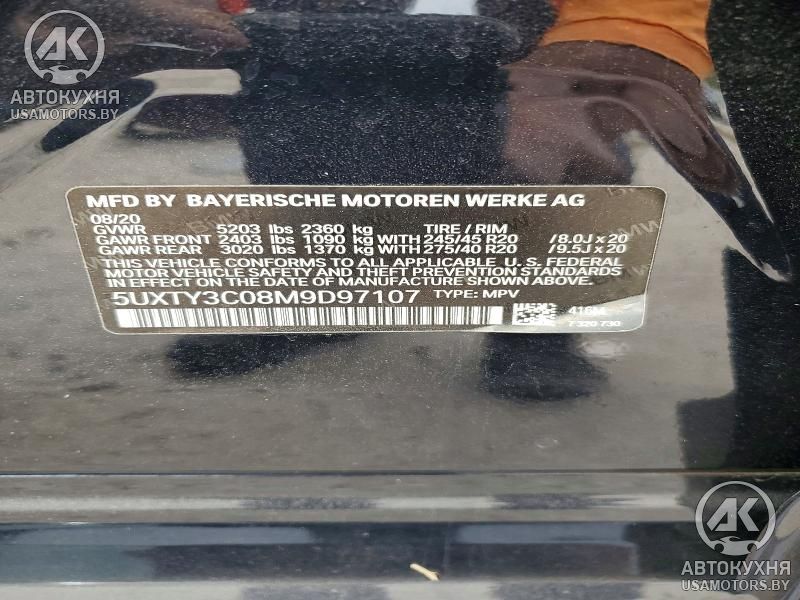 АК
АВТОКУХНЯ
USAMOTORS.BY
MFD BY BAYERISCHE MOTOREN WERKE AG
08/20
GVWR 5203 lbs 2360 kg TIRE / RIM
GAWR FRONT 2403 lbs 1090 kg WITH 245/45 R20 /8.0J x 20
GAWR REAR 3020 lbs 1370 kg WITH 275/40 R20 /9.5J x 20
THIS VEHICLE CONFORMS TO ALL APPLICABLE U. S. FEDERAL
MOTOR VEHICLE SAFETY, BUMPER, AND THEFT PREVENTION
STANDARDS IN EFFECT ON THE DATE OF MANUFACTURE SHOWN ABOVE.
5UXTY3C08M9D97107 TYPE: MPV
416M
7 320 730
АК
АВТОКУХНЯ
USAMOTORS.BY